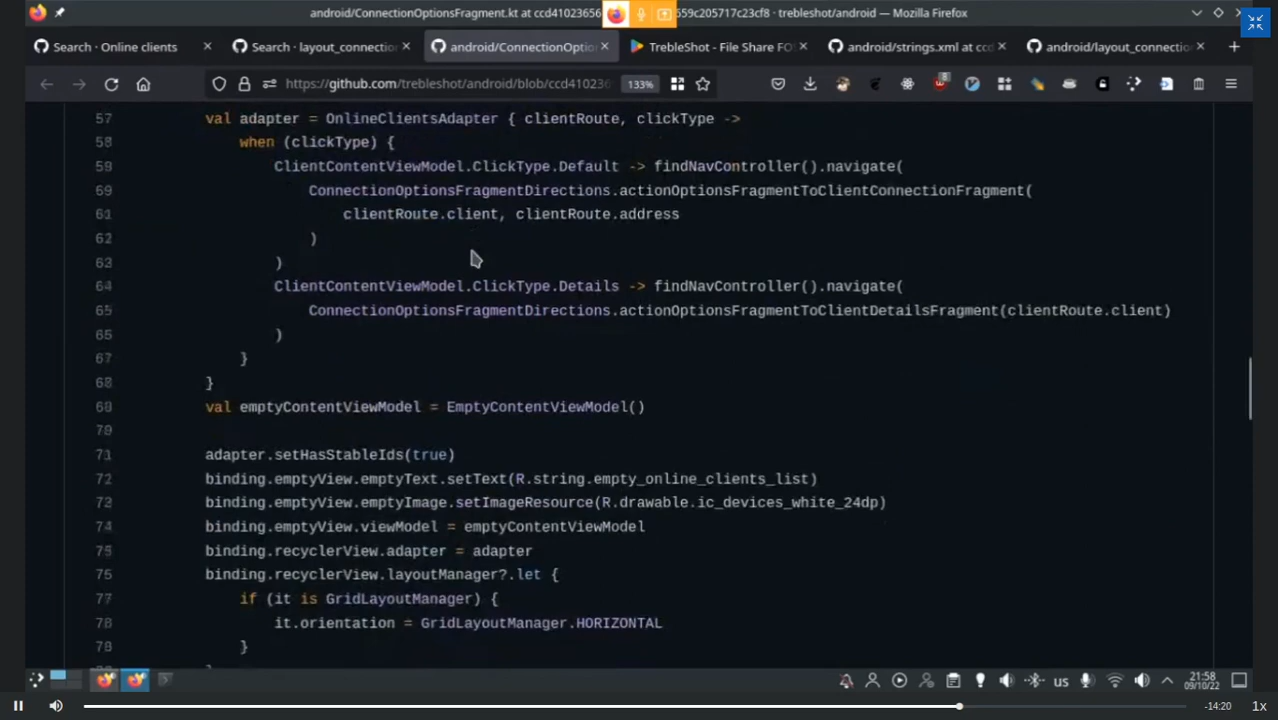 android/ConnectionOptionsFragment.kt at ccd41023656 659c205717c23cf8 · trebleshot/android — Mozilla Firefox
Search · Online clients
Search · layout_connectio
android/ConnectionOptio
TrebleShot - File Share FO
android/strings.xml at ccd
android/layout_connectio
https://github.com/trebleshot/android/blob/ccd41023
133%
8
57 val adapter = OnlineClientsAdapter { clientRoute, clickType ->
58 when (clickType) {
59 ClientContentViewModel.ClickType.Default -> findNavController().navigate(
69 ConnectionOptionsFragmentDirections.actionOptionsFragmentToClientConnectionFragment(
61 clientRoute.client, clientRoute.address
62 )
63 )
64 ClientContentViewModel.ClickType.Details -> findNavController().navigate(
65 ConnectionOptionsFragmentDirections.actionOptionsFragmentToClientDetailsFragment(clientRoute.client)
65 )
67 }
68 }
68 val emptyContentViewModel = EmptyContentViewModel()
70
71 adapter.setHasStableIds(true)
72 binding.emptyView.emptyText.setText(R.string.empty_online_clients_list)
73 binding.emptyView.emptyImage.setImageResource(R.drawable.ic_devices_white_24dp)
74 binding.emptyView.viewModel = emptyContentViewModel
75 binding.recyclerView.adapter = adapter
75 binding.recyclerView.layoutManager?.let {
77 if (it is GridLayoutManager) {
78 it.orientation = GridLayoutManager.HORIZONTAL
79 }
us
21:58
09/10/22
-14:20
1x